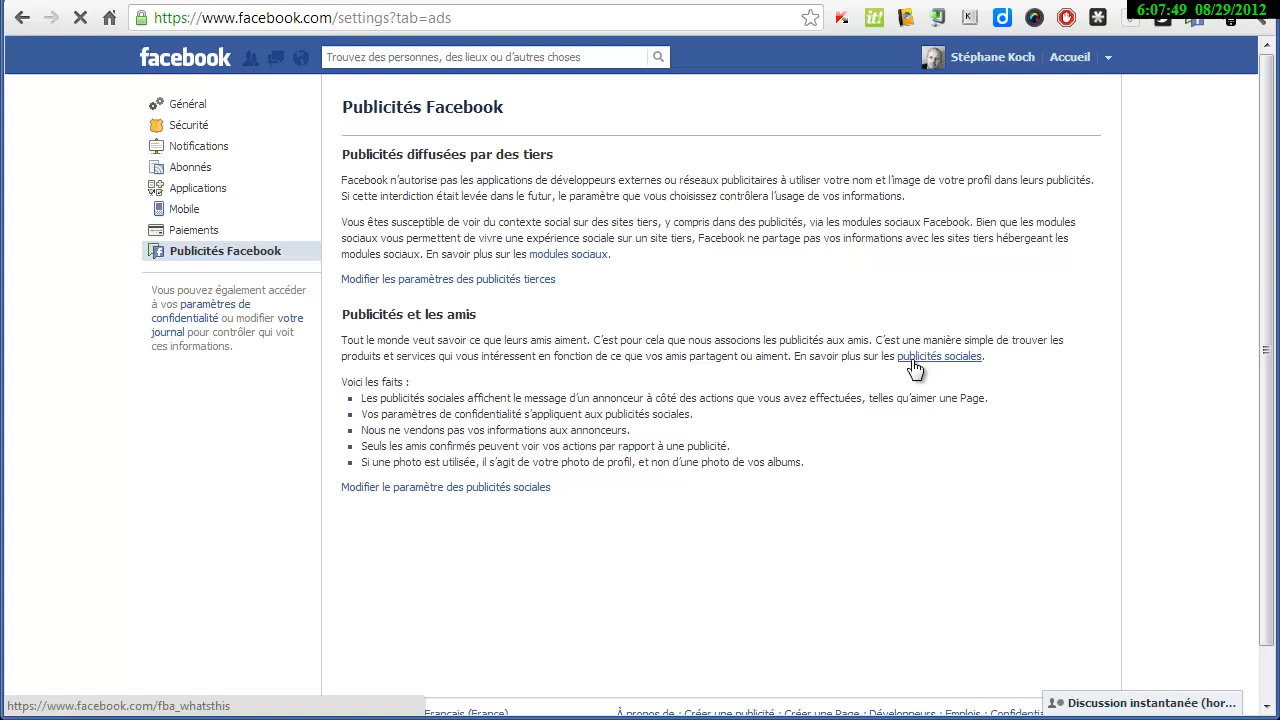 6:07:49 08/29/2012
https://www.facebook.com/settings?tab=ads
facebook
Trouvez des personnes, des lieux ou d'autres choses
Stéphane Koch
Accueil
Général
Sécurité
Notifications
Abonnés
Applications
Mobile
Paiements
Publicités Facebook
Vous pouvez également accéder
à vos paramètres de
confidentialité ou modifier votre
journal pour contrôler qui voit
ces informations.
Publicités Facebook
Publicités diffusées par des tiers
Facebook n'autorise pas les applications de développeurs externes ou réseaux publicitaires à utiliser votre nom et l'image de votre profil dans leurs publicités.
Si cette interdiction était levée dans le futur, le paramètre que vous choisissez contrôlera l'usage de vos informations.
Vous êtes susceptible de voir du contexte social sur des sites tiers, y compris dans des publicités, via les modules sociaux Facebook. Bien que les modules
sociaux vous permettent de vivre une expérience sociale sur un site tiers, Facebook ne partage pas vos informations avec les sites tiers hébergeant les
modules sociaux. En savoir plus sur les modules sociaux.
Modifier les paramètres des publicités tierces
Publicités et les amis
Tout le monde veut savoir ce que leurs amis aiment. C'est pour cela que nous associons les publicités aux amis. C'est une manière simple de trouver les
produits et services qui vous intéressent en fonction de ce que vos amis partagent ou aiment. En savoir plus sur les publicités sociales.
Voici les faits :
Les publicités sociales affichent le message d'un annonceur à côté des actions que vous avez effectuées, telles qu'aimer une Page.
Vos paramètres de confidentialité s'appliquent aux publicités sociales.
Nous ne vendons pas vos informations aux annonceurs.
Seuls les amis confirmés peuvent voir vos actions par rapport à une publicité.
Si une photo est utilisée, il s'agit de votre photo de profil, et non d'une photo de vos albums.
Modifier le paramètre des publicités sociales
https://www.facebook.com/fba_whatsthis
Français (France)
À propos de · Créer une publicité · Créer une Page · Développeurs · Emplois · Confidentia
Discussion instantanée (hor...